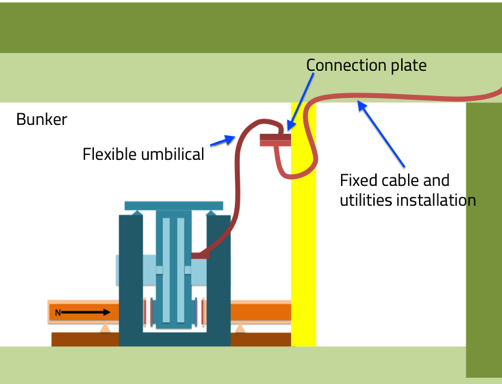 Connection plate
Bunker
Flexible umbilical
Fixed cable and
utilities installation
N